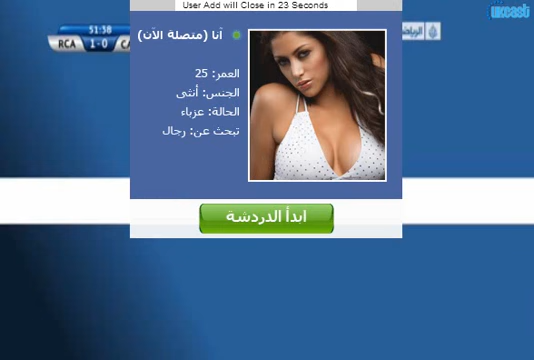 User Add will Close in 23 Seconds
51:38
RCA 1-0
أنا (متصلة الآن)
العمر: 25
الجنس: أنثى
الحالة: عزباء
تبحث عن: رجال
ابدأ الدردشة